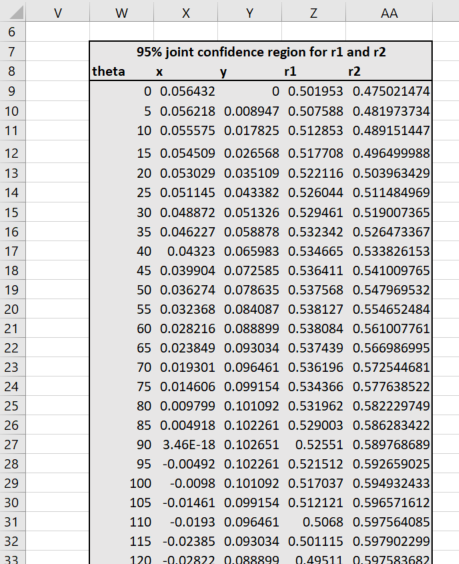 V W X Y Z AA
6
7 95% joint confidence region for r1 and r2
8 theta x y r1 r2
9 0 0.056432 0 0.501953 0.475021474
10 5 0.056218 0.008947 0.507588 0.481973734
11 10 0.055575 0.017825 0.512853 0.489151447
12 15 0.054509 0.026568 0.517708 0.496499988
13 20 0.053029 0.035109 0.522116 0.503963429
14 25 0.051145 0.043382 0.526044 0.511484969
15 30 0.048872 0.051326 0.529461 0.519007365
16 35 0.046227 0.058878 0.532342 0.526473367
17 40 0.04323 0.065983 0.534665 0.533826153
18 45 0.039904 0.072585 0.536411 0.541009765
19 50 0.036274 0.078635 0.537568 0.547969532
20 55 0.032368 0.084087 0.538127 0.554652484
21 60 0.028216 0.088899 0.538084 0.561007761
22 65 0.023849 0.093034 0.537439 0.566986995
23 70 0.019301 0.096461 0.536196 0.572544681
24 75 0.014606 0.099154 0.534366 0.577638522
25 80 0.009799 0.101092 0.531962 0.582229749
26 85 0.004918 0.102261 0.529003 0.586283422
27 90 3.46E-18 0.102651 0.52551 0.589768689
28 95 -0.00492 0.102261 0.521512 0.592659025
29 100 -0.0098 0.101092 0.517037 0.594932433
30 105 -0.01461 0.099154 0.512121 0.596571612
31 110 -0.0193 0.096461 0.5068 0.597564085
32 115 -0.02385 0.093034 0.501115 0.597902299
33 120 -0.02822 0.088899 0.49511 0.597583682